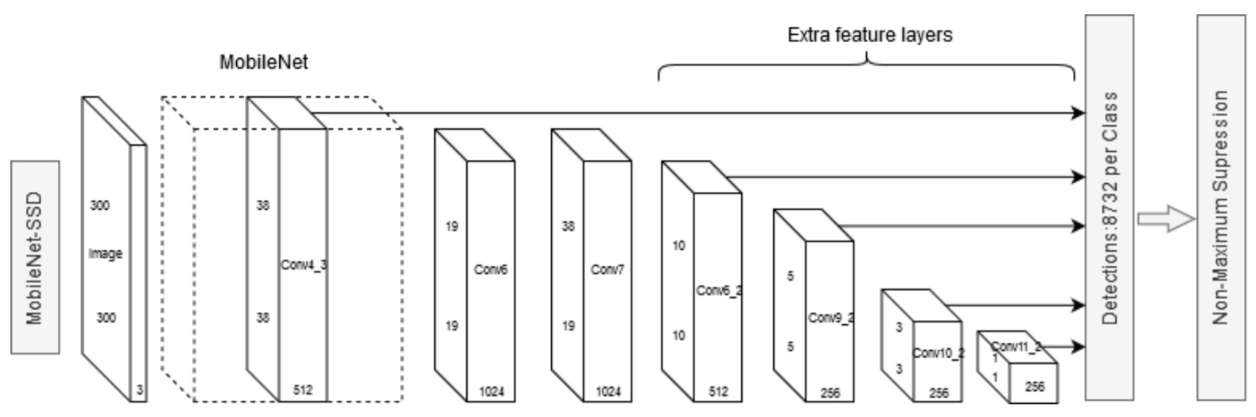 Extra feature layers
MobileNet
MobileNet-SSD
300
Image
300
3
38
Conv4_3
38
512
19
Conv6
19
1024
38
Conv7
19
1024
10
Conv6_2
10
512
5
Conv9_2
5
256
3
Conv10_2
3
256
Conv11_2
1
1
256
Detections:8732 per Class
Non-Maximum Supression